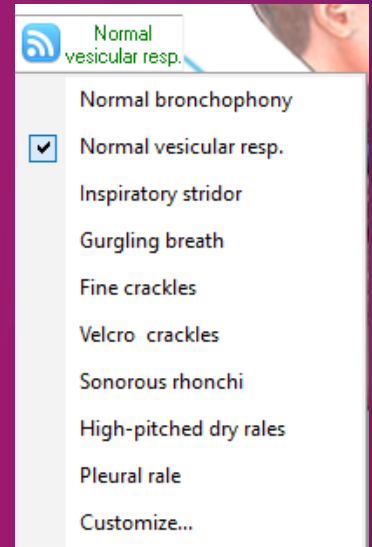 Normal
vesicular resp.
Normal bronchophony
Normal vesicular resp.
Inspiratory stridor
Gurgling breath
Fine crackles
Velcro  crackles
Sonorous rhonchi
High-pitched dry rales
Pleural rale
Customize...